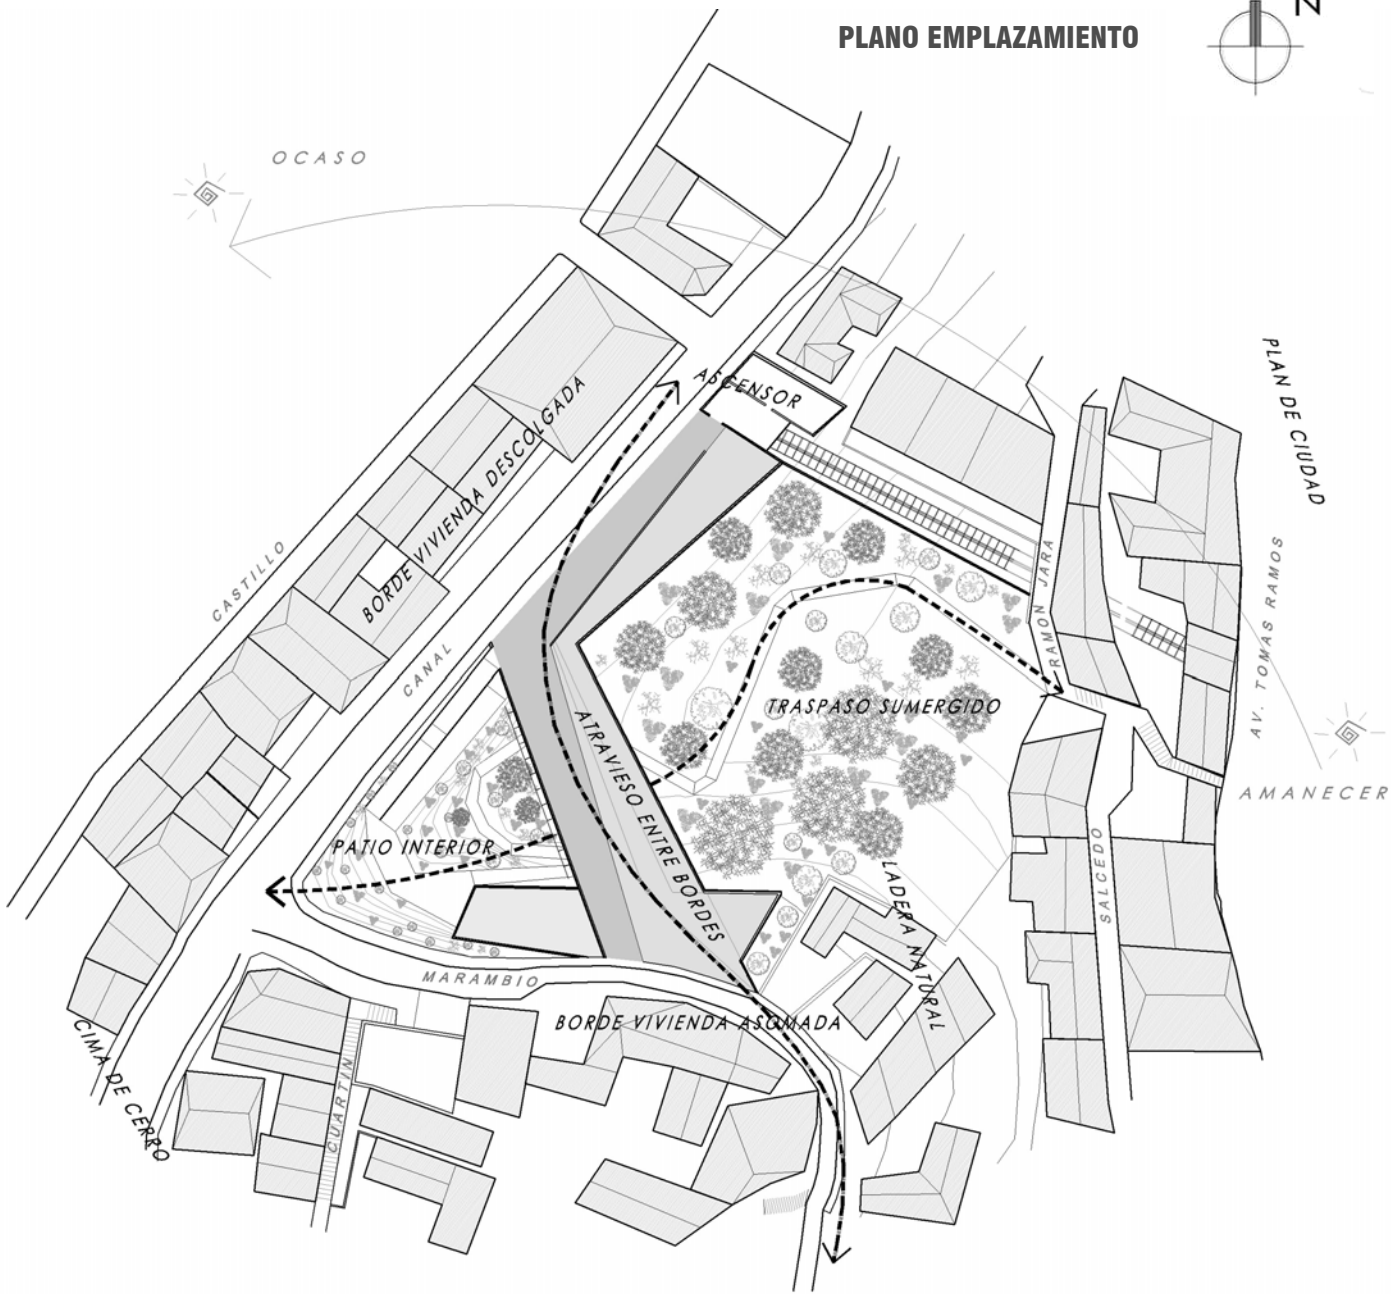 PLANO EMPLAZAMIENTO
N
OCASO
PLAN DE CIUDAD
ASCENSOR
BORDE VIVIENDA DESCOLGADA
CASTILLO
CANAL
RAMON JARA
AV. TOMAS RAMOS
TRASPASO SUMERGIDO
ATRAVIESO ENTRE BORDES
AMANECER
PATIO INTERIOR
SALCEDO
LADERA NATURAL
MARAMBIO
BORDE VIVIENDA ASOMADA
CIMA DE CERRO
CUARTIN